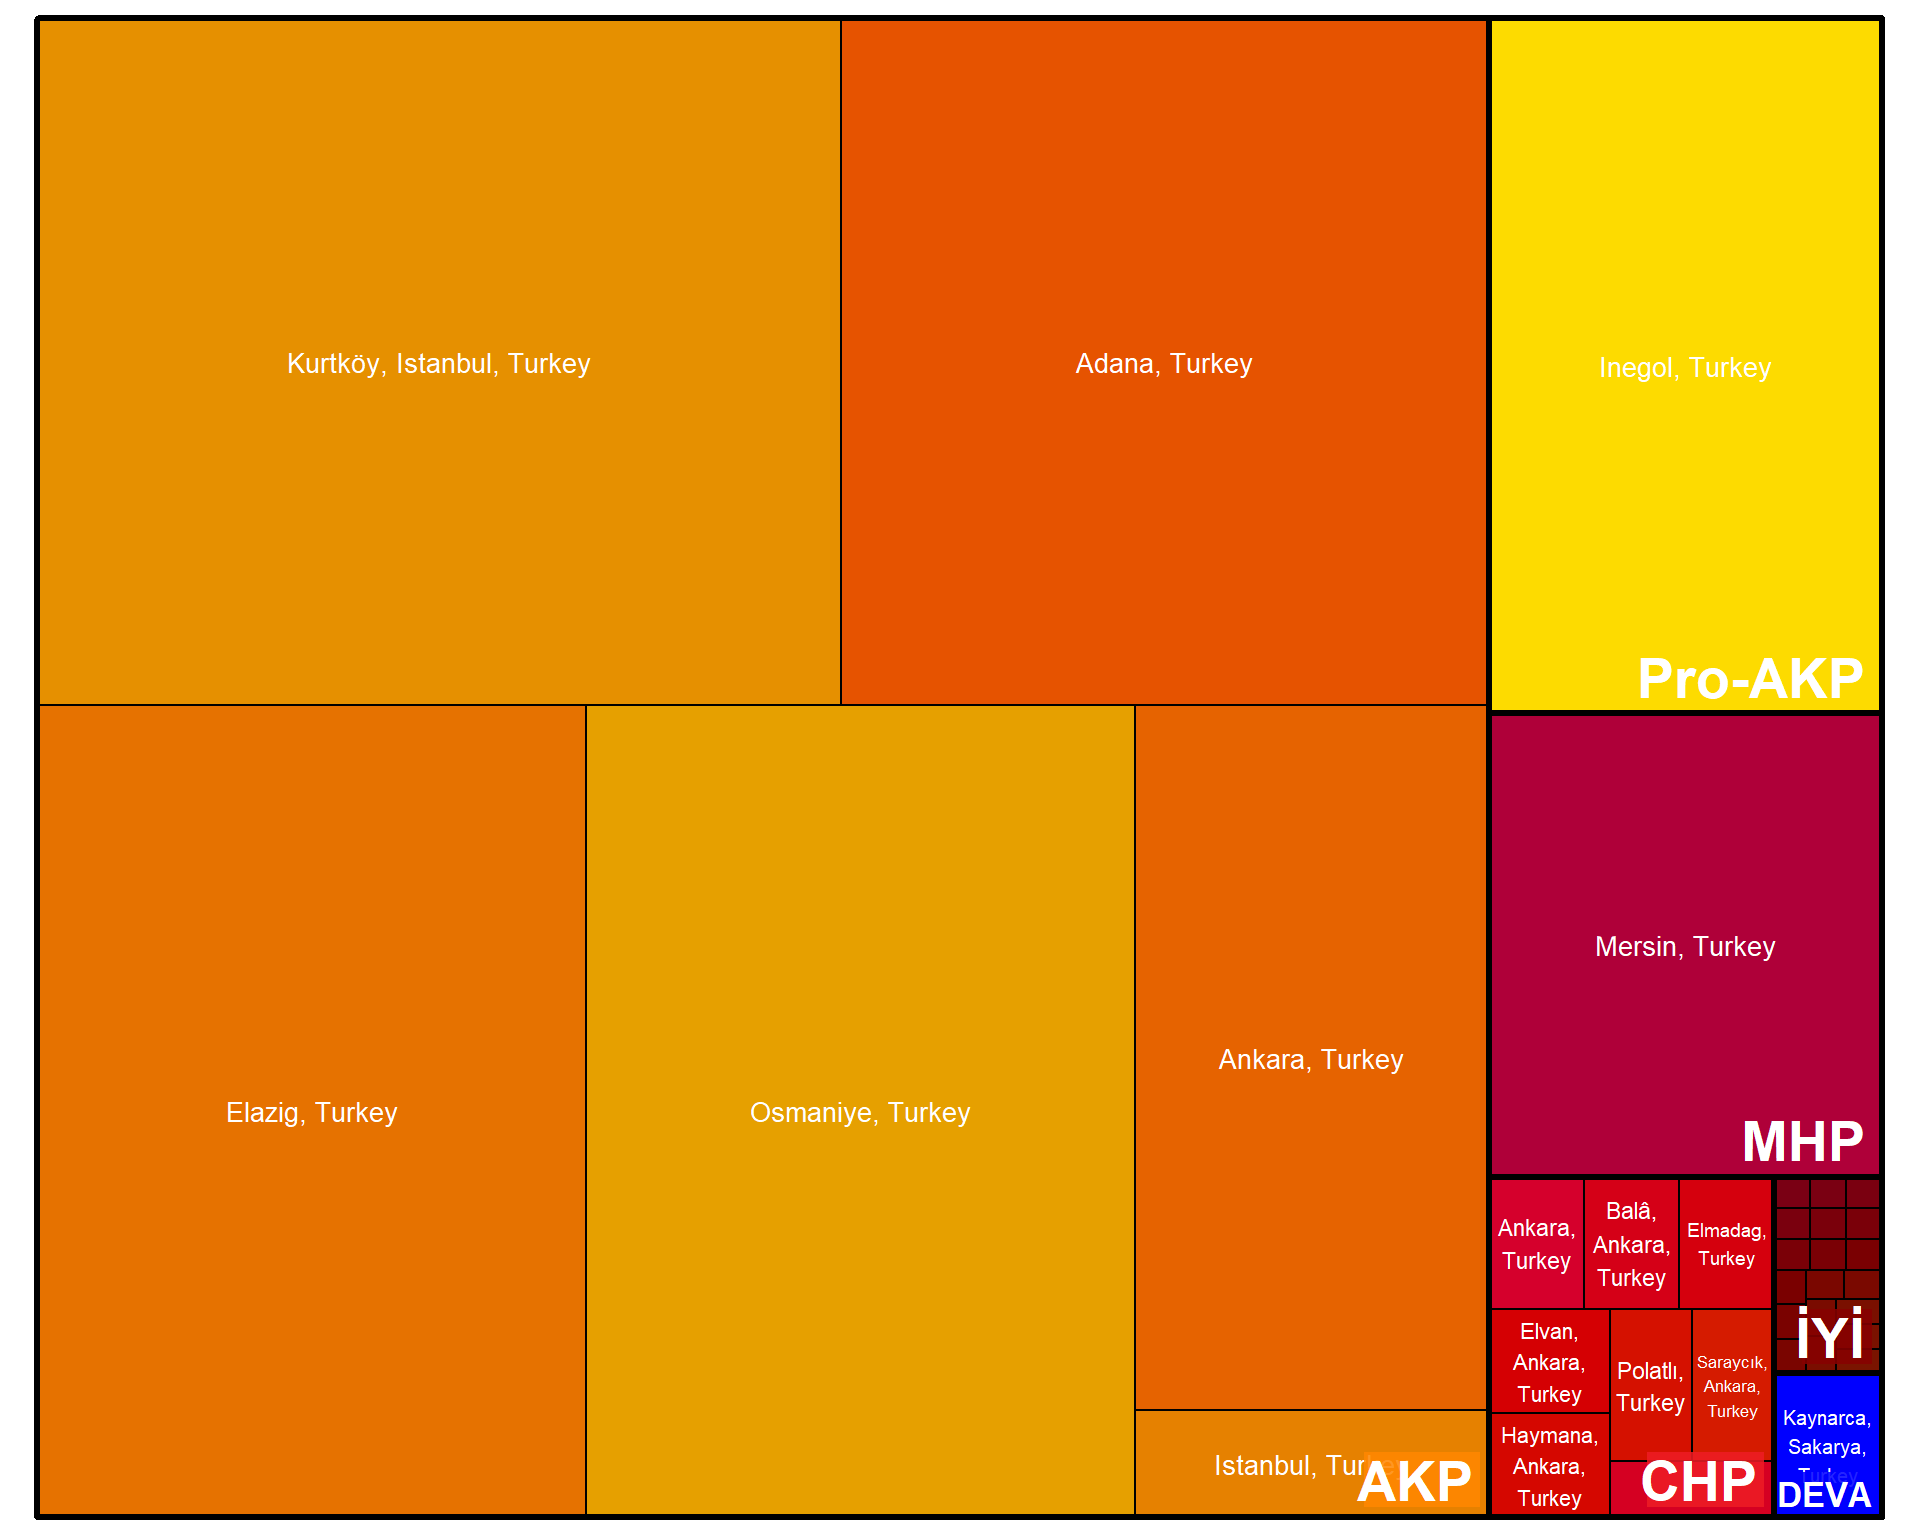 Kurtköy, Istanbul, Turkey
Adana, Turkey
Inegol, Turkey
Pro-AKP
Elazig, Turkey
Osmaniye, Turkey
Ankara, Turkey
Istanbul, Turkey
AKP
Mersin, Turkey
MHP
Ankara,
Turkey
Balâ,
Ankara,
Turkey
Elmadag,
Turkey
Elvan,
Ankara,
Turkey
Polatlı,
Turkey
Saraycık,
Ankara,
Turkey
Haymana,
Ankara,
Turkey
CHP
İYİ
Kaynarca,
Sakarya,
Turkey
DEVA